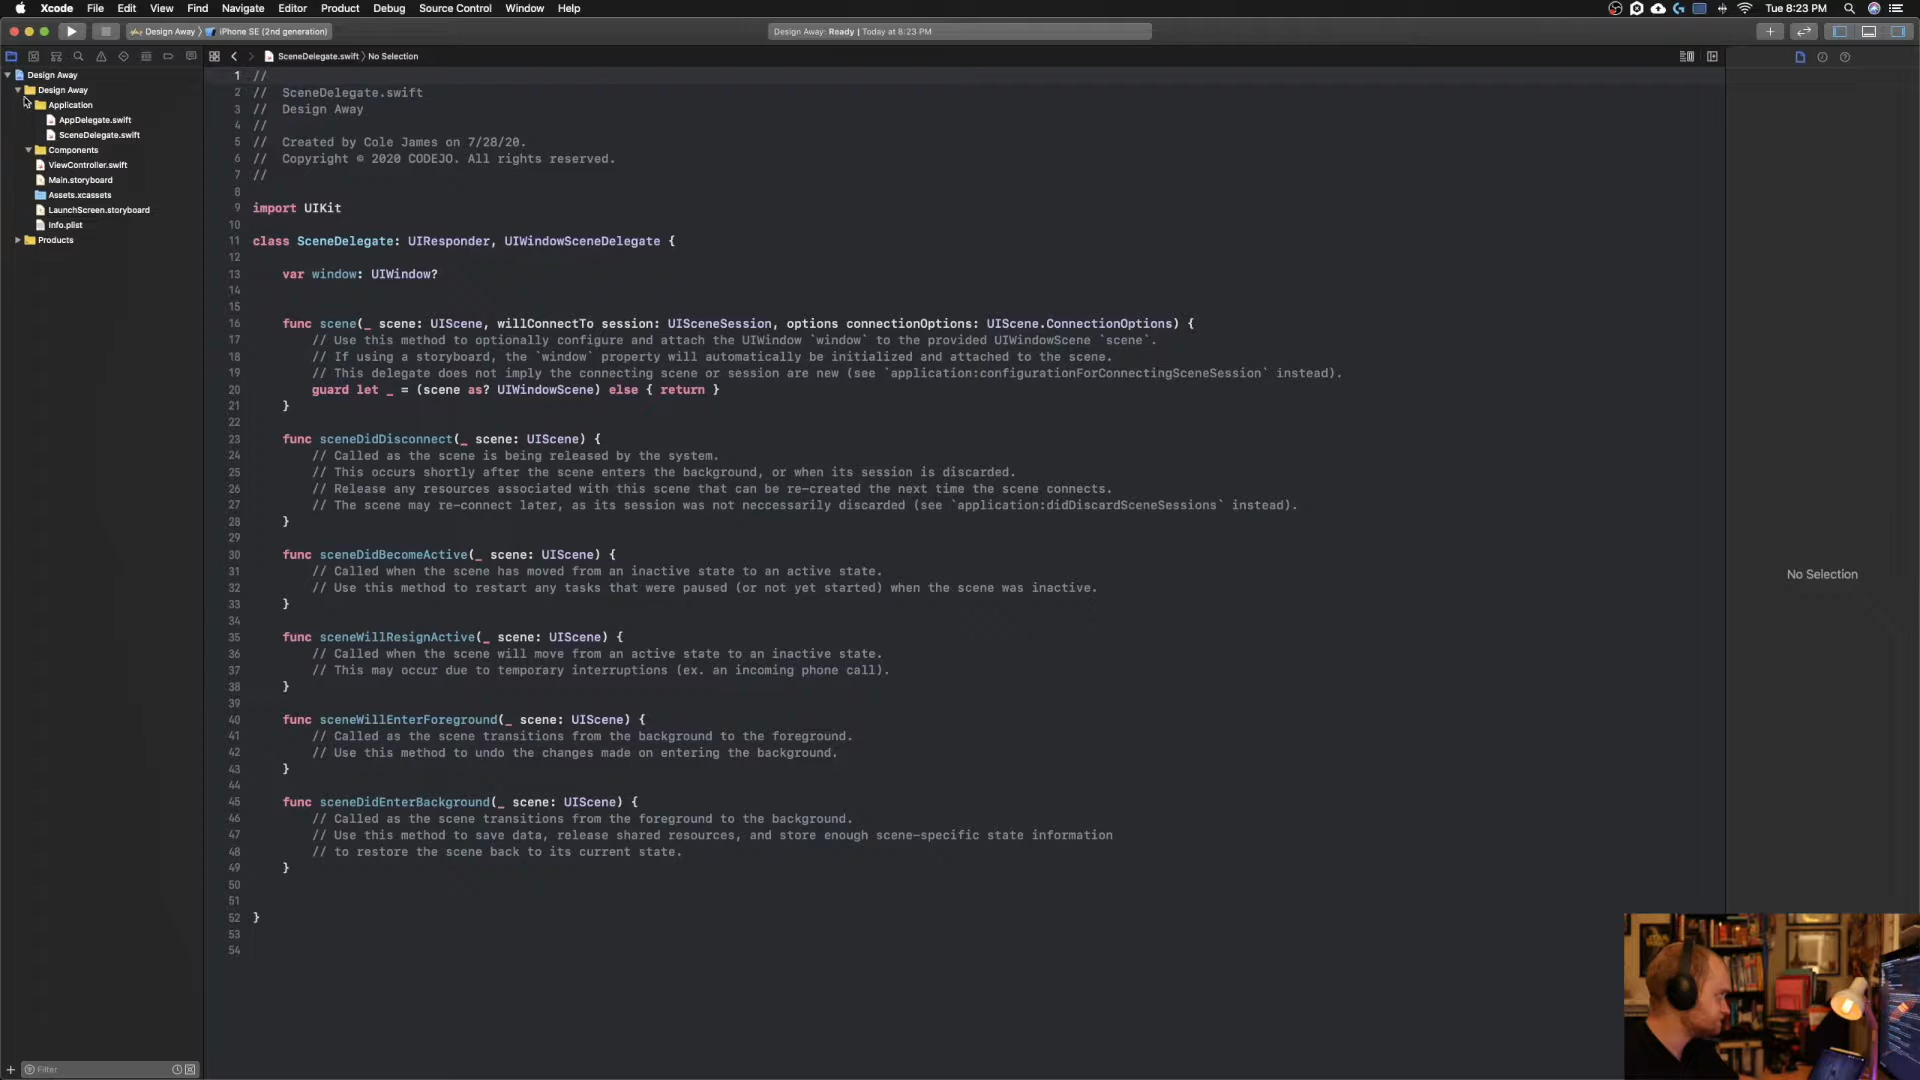 Xcode File Edit View Find Navigate Editor Product Debug Source Control Window Help Tue 8:23 PM
Design Away iPhone SE (2nd generation) Design Away: Ready | Today at 8:23 PM
SceneDelegate.swift No Selection
Design Away
Design Away
Application
AppDelegate.swift
SceneDelegate.swift
Components
ViewController.swift
Main.storyboard
Assets.xcassets
LaunchScreen.storyboard
Info.plist
Products
1 //
2 // SceneDelegate.swift
3 // Design Away
4 //
5 // Created by Cole James on 7/28/20.
6 // Copyright © 2020 CODEJO. All rights reserved.
7 //
8
9 import UIKit
10
11 class SceneDelegate: UIResponder, UIWindowSceneDelegate {
12
13 var window: UIWindow?
14
15
16 func scene(_ scene: UIScene, willConnectTo session: UISceneSession, options connectionOptions: UIScene.ConnectionOptions) {
17 // Use this method to optionally configure and attach the UIWindow `window` to the provided UIWindowScene `scene`.
18 // If using a storyboard, the `window` property will automatically be initialized and attached to the scene.
19 // This delegate does not imply the connecting scene or session are new (see `application:configurationForConnectingSceneSession` instead).
20 guard let _ = (scene as? UIWindowScene) else { return }
21 }
22
23 func sceneDidDisconnect(_ scene: UIScene) {
24 // Called as the scene is being released by the system.
25 // This occurs shortly after the scene enters the background, or when its session is discarded.
26 // Release any resources associated with this scene that can be re-created the next time the scene connects.
27 // The scene may re-connect later, as its session was not neccessarily discarded (see `application:didDiscardSceneSessions` instead).
28 }
29
30 func sceneDidBecomeActive(_ scene: UIScene) {
31 // Called when the scene has moved from an inactive state to an active state.
32 // Use this method to restart any tasks that were paused (or not yet started) when the scene was inactive.
33 }
34
35 func sceneWillResignActive(_ scene: UIScene) {
36 // Called when the scene will move from an active state to an inactive state.
37 // This may occur due to temporary interruptions (ex. an incoming phone call).
38 }
39
40 func sceneWillEnterForeground(_ scene: UIScene) {
41 // Called as the scene transitions from the background to the foreground.
42 // Use this method to undo the changes made on entering the background.
43 }
44
45 func sceneDidEnterBackground(_ scene: UIScene) {
46 // Called as the scene transitions from the foreground to the background.
47 // Use this method to save data, release shared resources, and store enough scene-specific state information
48 // to restore the scene back to its current state.
49 }
50
51
52 }
53
54
No Selection
Filter